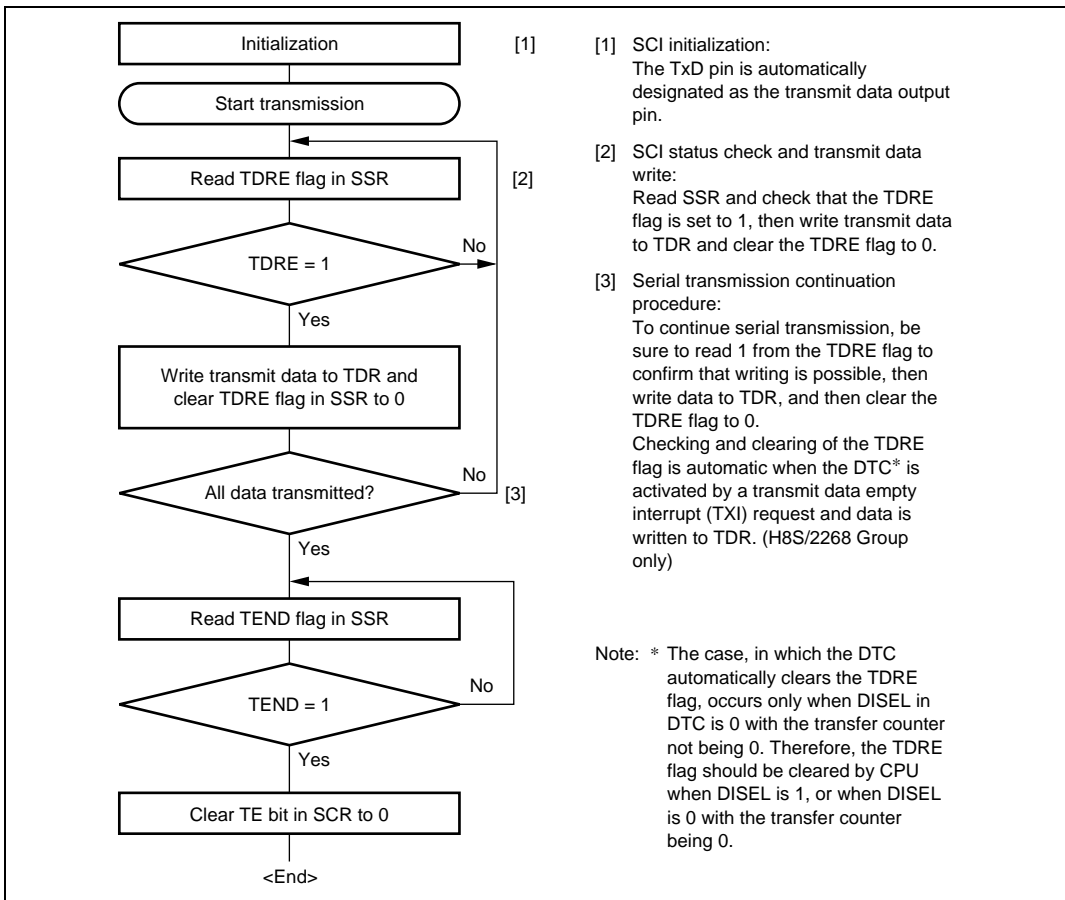 Initialization
[1]
Start transmission
Read TDRE flag in SSR
[2]
No
TDRE = 1
Yes
Write transmit data to TDR and
clear TDRE flag in SSR to 0
No
All data transmitted?
[3]
Yes
Read TEND flag in SSR
No
TEND = 1
Yes
Clear TE bit in SCR to 0
<End>
[1] SCI initialization:
The TxD pin is automatically
designated as the transmit data output
pin.
[2] SCI status check and transmit data
write:
Read SSR and check that the TDRE
flag is set to 1, then write transmit data
to TDR and clear the TDRE flag to 0.
[3] Serial transmission continuation
procedure:
To continue serial transmission, be
sure to read 1 from the TDRE flag to
confirm that writing is possible, then
write data to TDR, and then clear the
TDRE flag to 0.
Checking and clearing of the TDRE
flag is automatic when the DTC* is
activated by a transmit data empty
interrupt (TXI) request and data is
written to TDR. (H8S/2268 Group
only)
Note: * The case, in which the DTC
automatically clears the TDRE
flag, occurs only when DISEL in
DTC is 0 with the transfer counter
not being 0. Therefore, the TDRE
flag should be cleared by CPU
when DISEL is 1, or when DISEL
is 0 with the transfer counter
being 0.